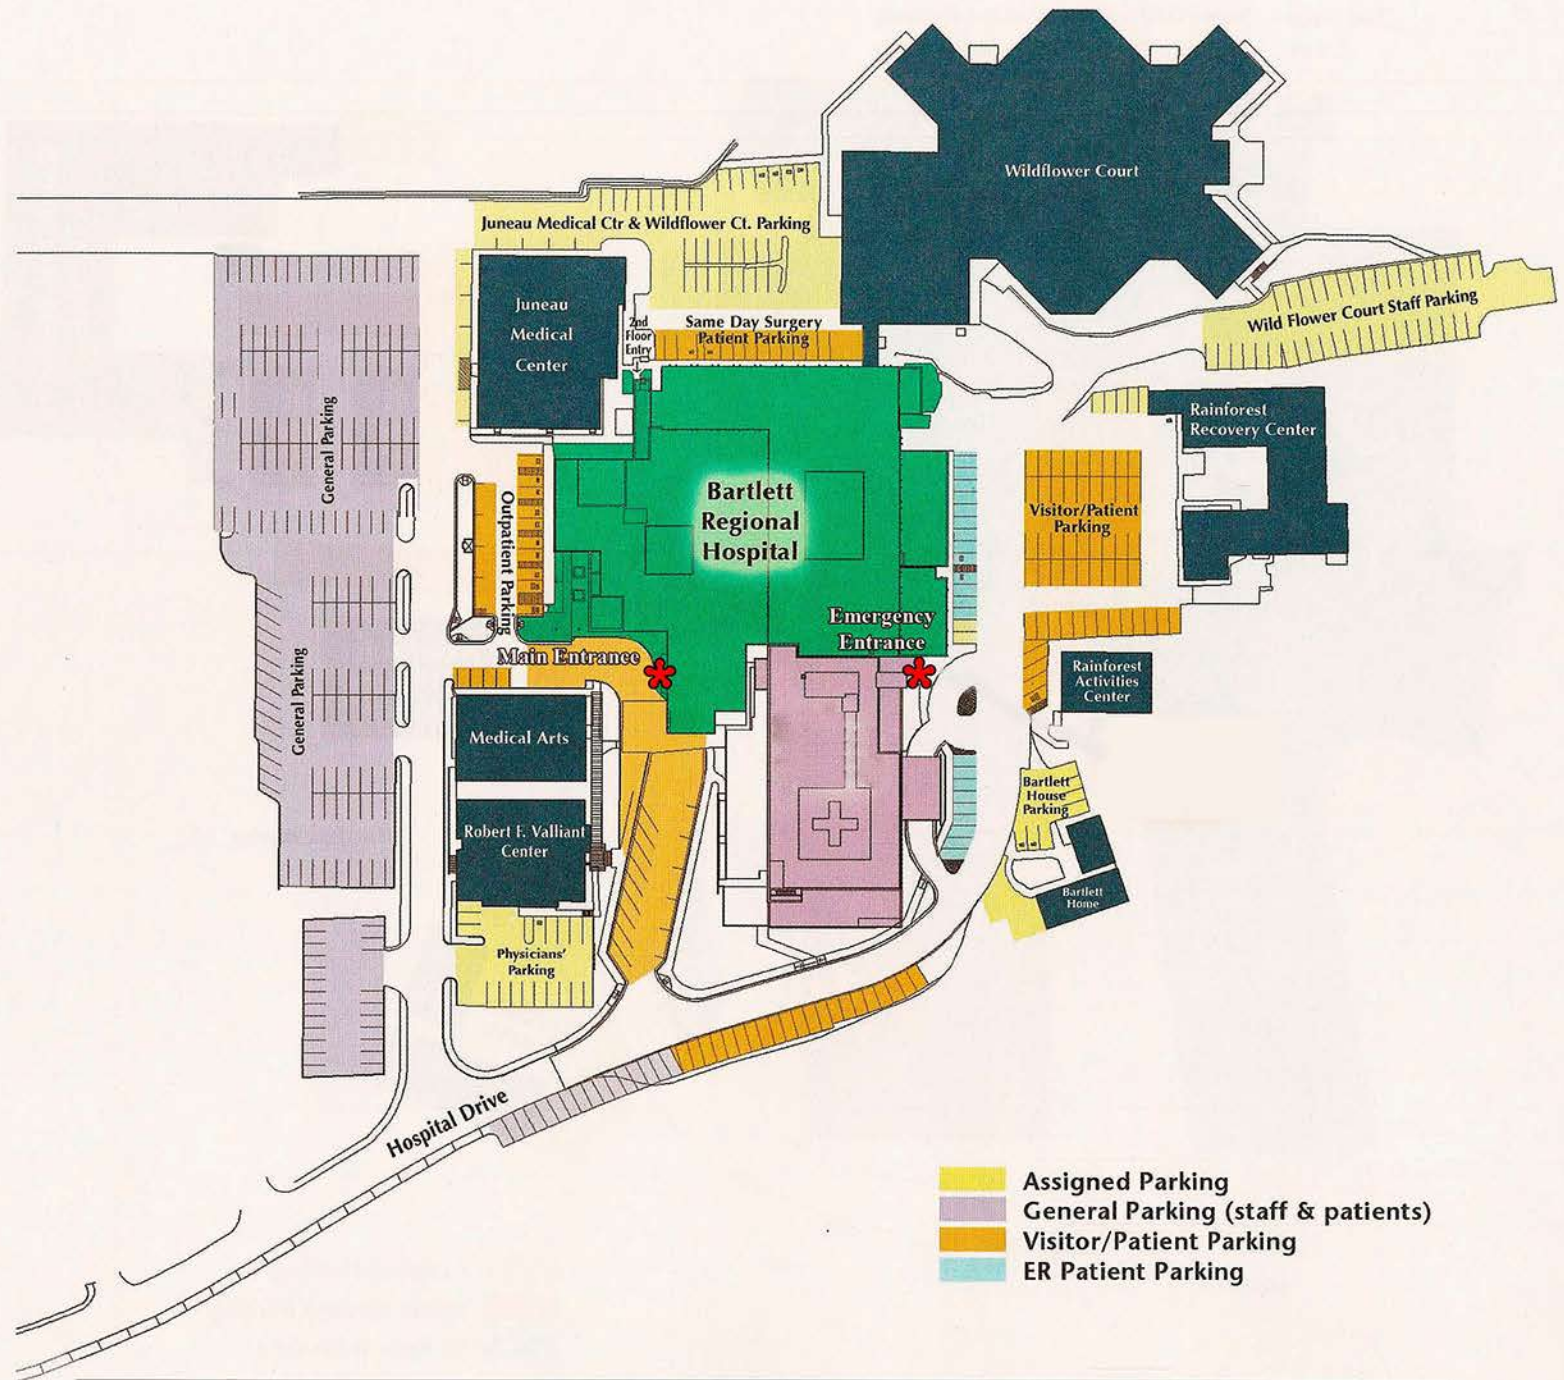 Wildflower Court
Juneau Medical Ctr & Wildflower Ct. Parking
Juneau
Medical
Center
2nd
Floor
Entry
Same Day Surgery
Patient Parking
Wild Flower Court Staff Parking
Rainforest
Recovery Center
General Parking
Outpatient Parking
Bartlett
Regional
Hospital
Visitor/Patient
Parking
Emergency
Entrance
Main Entrance
General Parking
Rainforest
Activities
Center
Medical Arts
Bartlett
House
Parking
Robert F. Valliant
Center
Bartlett
Home
Physicians'
Parking
Hospital Drive
Assigned Parking
General Parking (staff & patients)
Visitor/Patient Parking
ER Patient Parking